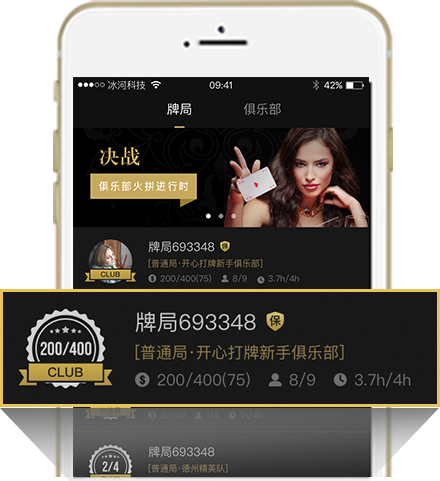 ●●●○○ 冰河科技 09:41 42%
牌局 俱乐部
决战
俱乐部火拼进行时
牌局693348 保
[普通局·开心打牌新手俱乐部]
CLUB 200/400(75) 8/9 3.7h/4h
牌局693348 保
200/400
[普通局·开心打牌新手俱乐部]
CLUB
$ 200/400(75) 8/9 3.7h/4h
牌局693348
2/4
[普通局·德州精英队]